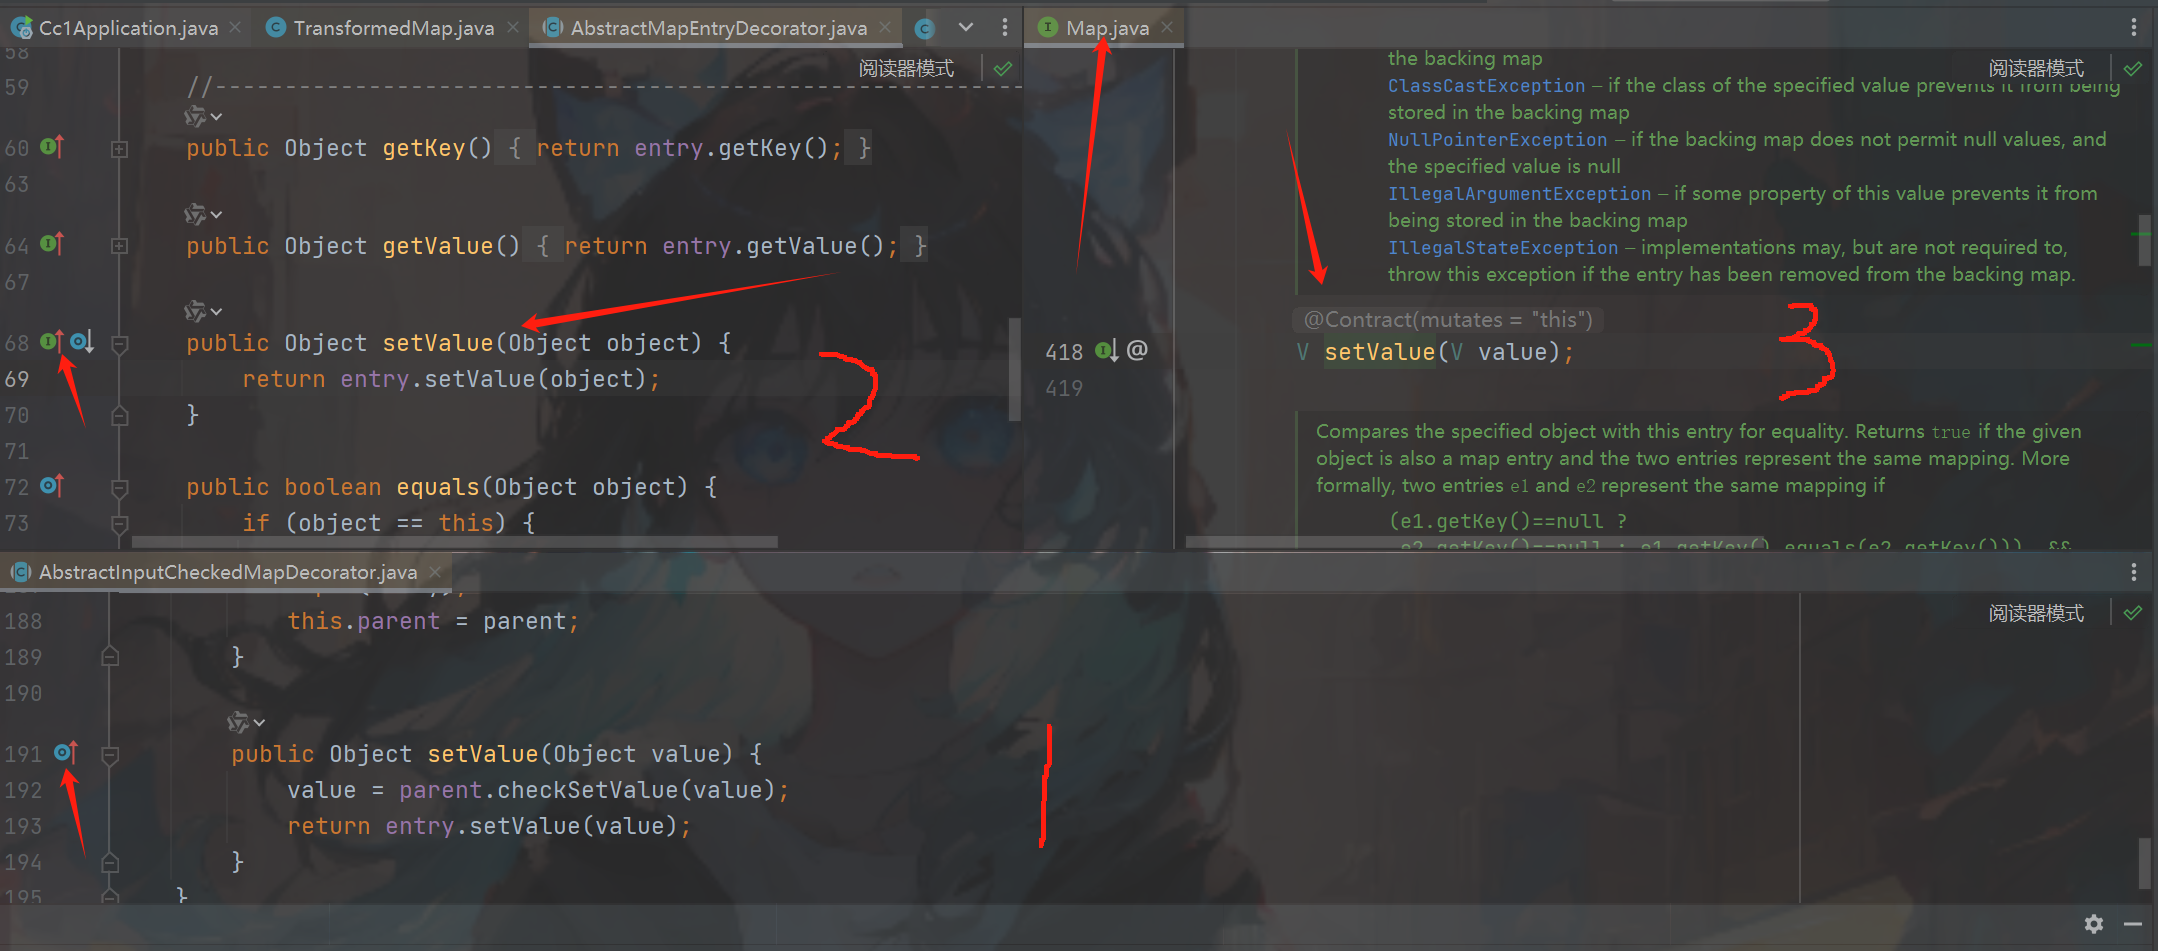 Cc1Application.java
TransformedMap.java
AbstractMapEntryDecorator.java
58
阅读器模式
59 //---------------------------------------------------------
60 public Object getKey() { return entry.getKey(); }
63
64 public Object getValue() { return entry.getValue(); }
67
68 public Object setValue(Object object) {
69 return entry.setValue(object);
70 }
71
72 public boolean equals(Object object) {
73 if (object == this) {
2
Map.java
the backing map
阅读器模式
ClassCastException – if the class of the specified value prevents it from being
stored in the backing map
NullPointerException – if the backing map does not permit null values, and
the specified value is null
IllegalArgumentException – if some property of this value prevents it from
being stored in the backing map
IllegalStateException – implementations may, but are not required to,
throw this exception if the entry has been removed from the backing map.
@Contract(mutates = "this")
418 @ V setValue(V value);
419
3
Compares the specified object with this entry for equality. Returns true if the given
object is also a map entry and the two entries represent the same mapping. More
formally, two entries e1 and e2 represent the same mapping if
(e1.getKey()==null ?
e2.getKey()==null : e1.getKey().equals(e2.getKey())) &&
AbstractInputCheckedMapDecorator.java
阅读器模式
188 this.parent = parent;
189 }
190
191 public Object setValue(Object value) {
192 value = parent.checkSetValue(value);
193 return entry.setValue(value);
194 }
195 }
1